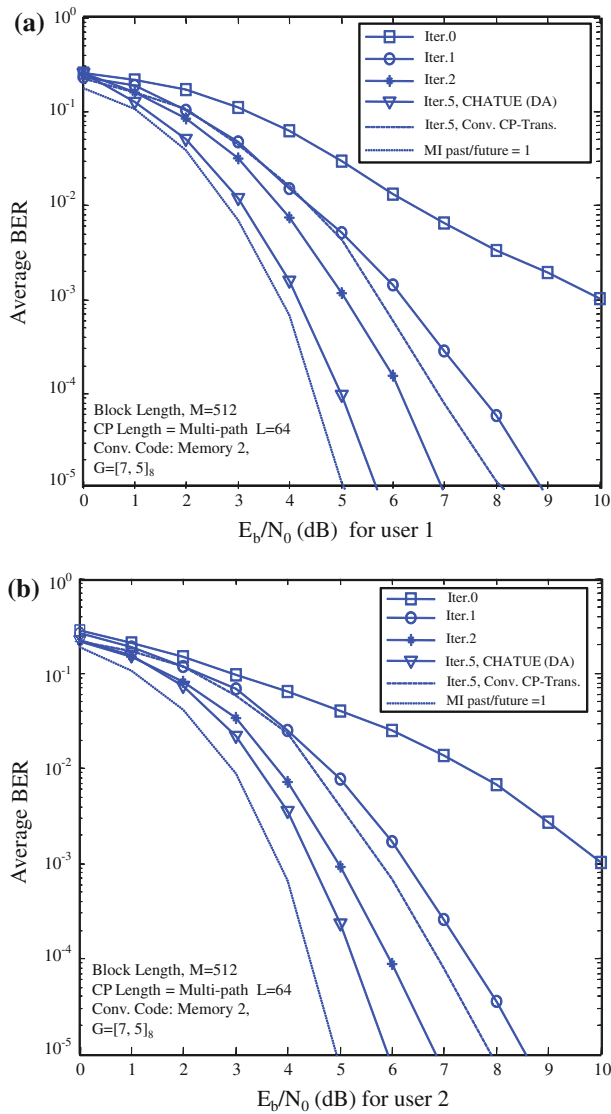 (a)
10^0
10^-1
10^-2
10^-3
10^-4
10^-5
Average BER
Iter.0
Iter.1
Iter.2
Iter.5, CHATUE (DA)
Iter.5, Conv. CP-Trans.
MI past/future = 1
Block Length, M=512
CP Length = Multi-path L=64
Conv. Code: Memory 2,
G=[7, 5]_8
0 1 2 3 4 5 6 7 8 9 10
E_b/N_0 (dB) for user 1
(b)
10^0
10^-1
10^-2
10^-3
10^-4
10^-5
Average BER
Iter.0
Iter.1
Iter.2
Iter.5, CHATUE (DA)
Iter.5, Conv. CP-Trans.
MI past/future =1
Block Length, M=512
CP Length = Multi-path L=64
Conv. Code: Memory 2,
G=[7, 5]_8
0 1 2 3 4 5 6 7 8 9 10
E_b/N_0 (dB) for user 2